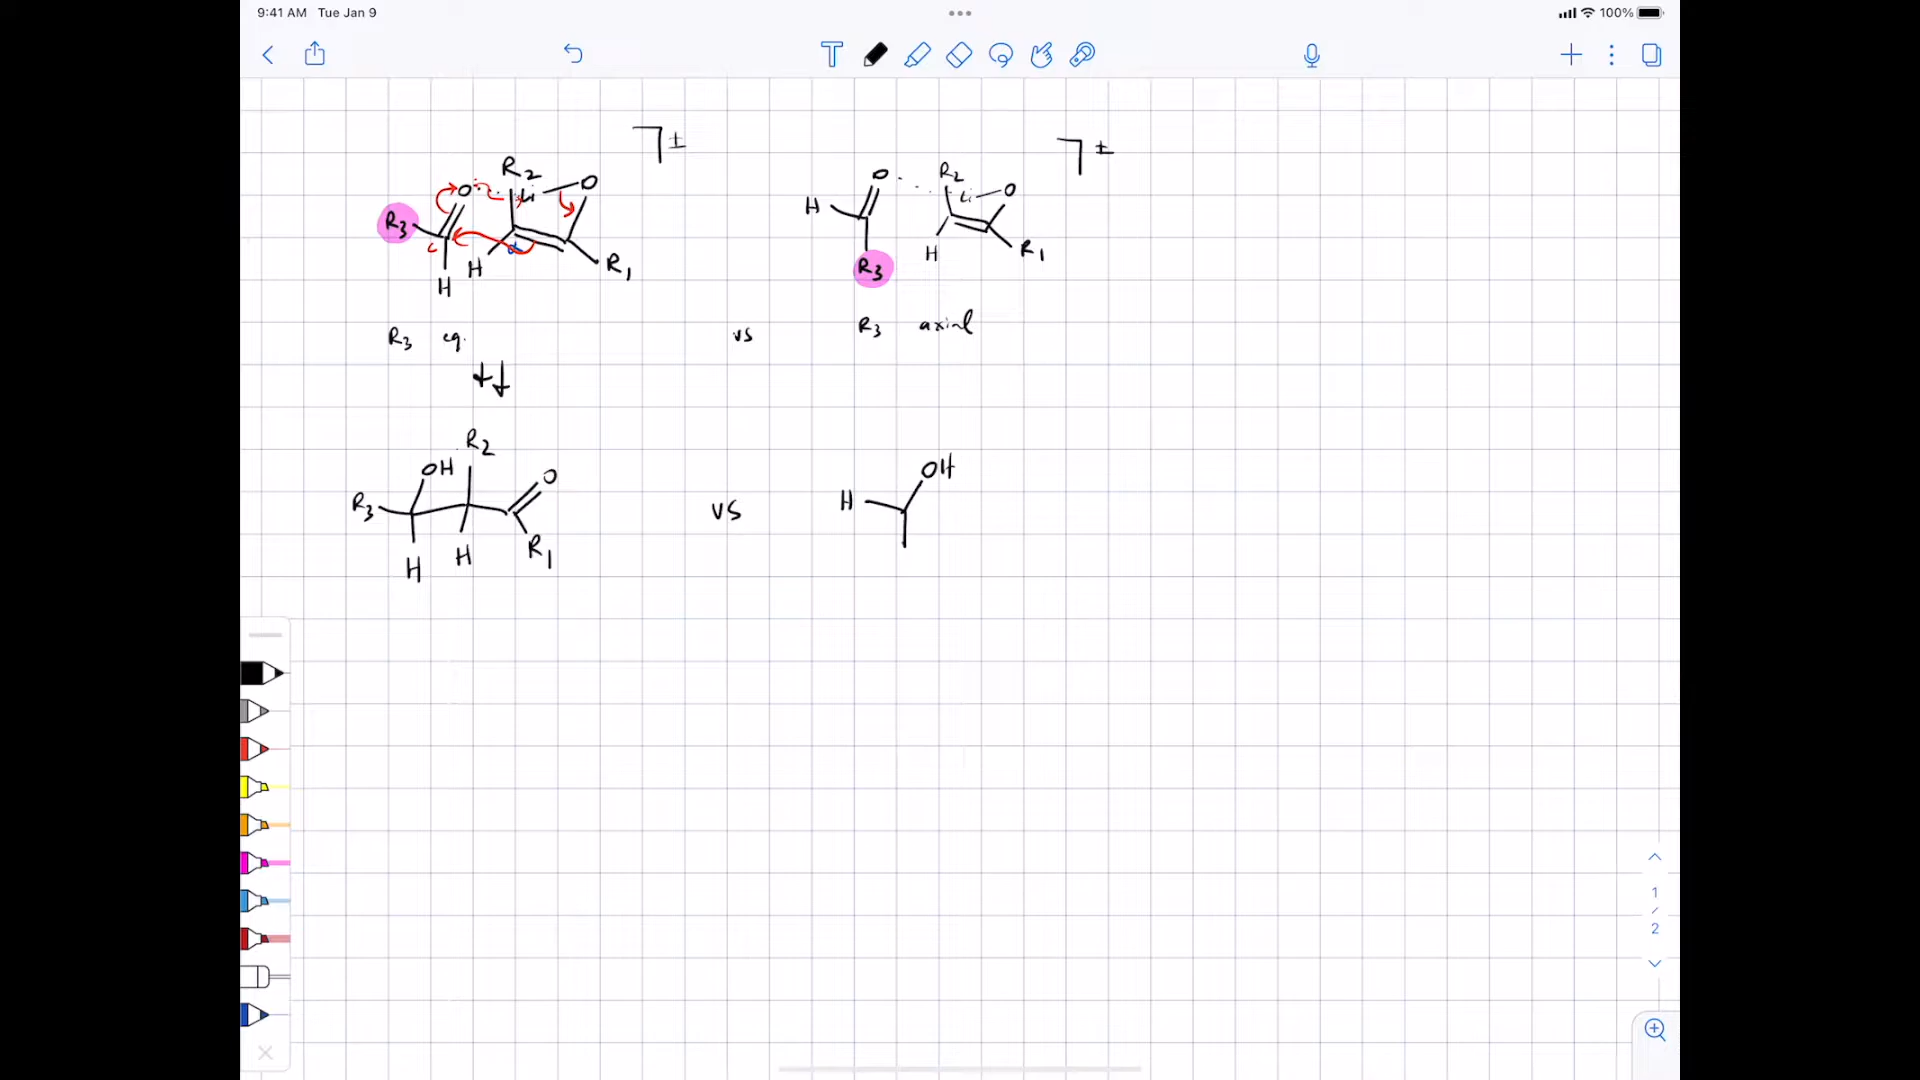 9:41 AM Tue Jan 9
100%
T
R2
O
Li
O
R3
α
H
H
R1
R3 eq.
‡
vs
O
R2
Li
O
H
H
R1
R3
R3 axial
‡
R2
OH
O
R3
H
H
R1
vs
OH
H
1
/
2